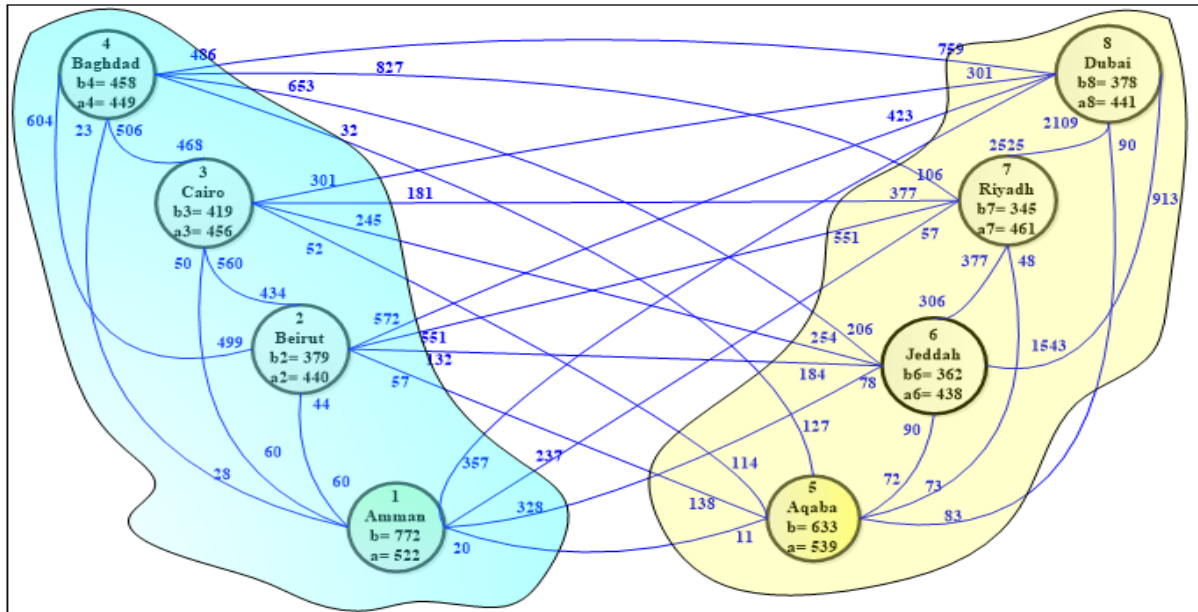 4
Baghdad
b4= 458
a4= 449
486
827
653
32
759
301
423
8
Dubai
b8= 378
a8= 441
604
23
506
468
2109
90
2525
3
Cairo
b3= 419
a3= 456
301
181
245
52
106
377
551
57
7
Riyadh
b7= 345
a7= 461
913
50
560
434
377
48
306
2
Beirut
b2= 379
a2= 440
499
572
551
132
57
206
254
184
78
6
Jeddah
b6= 362
a6= 438
1543
44
60
60
28
357
237
328
127
114
138
90
72
73
83
1
Amman
b= 772
a= 522
20
11
5
Aqaba
b= 633
a= 539